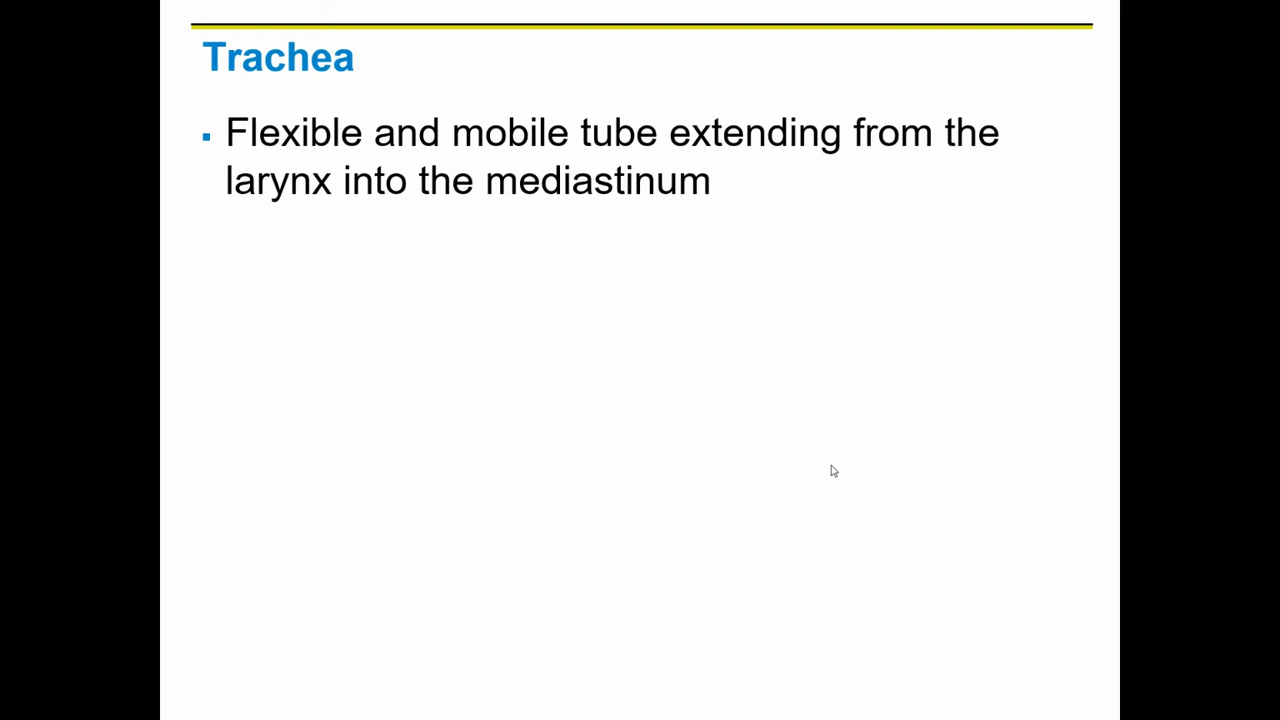 Trachea
▪ Flexible and mobile tube extending from the
larynx into the mediastinum